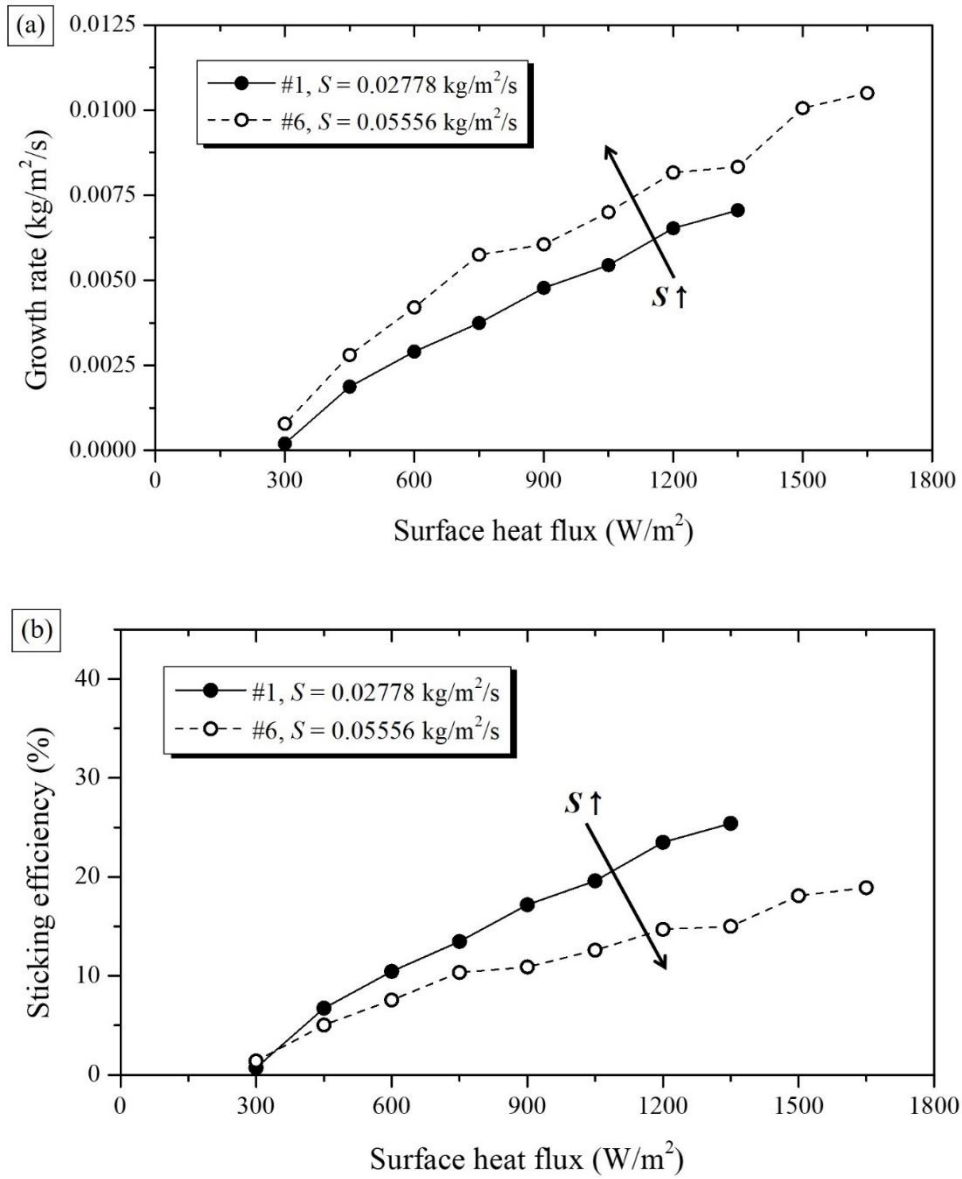 (a)
0.0125
0.0100
0.0075
0.0050
0.0025
0.0000
Growth rate (kg/m²/s)
#1, S = 0.02778 kg/m²/s
#6, S = 0.05556 kg/m²/s
S ↑
0 300 600 900 1200 1500 1800
Surface heat flux (W/m²)
(b)
40
30
20
10
0
Sticking efficiency (%)
#1, S = 0.02778 kg/m²/s
#6, S = 0.05556 kg/m²/s
S ↑
0 300 600 900 1200 1500 1800
Surface heat flux (W/m²)